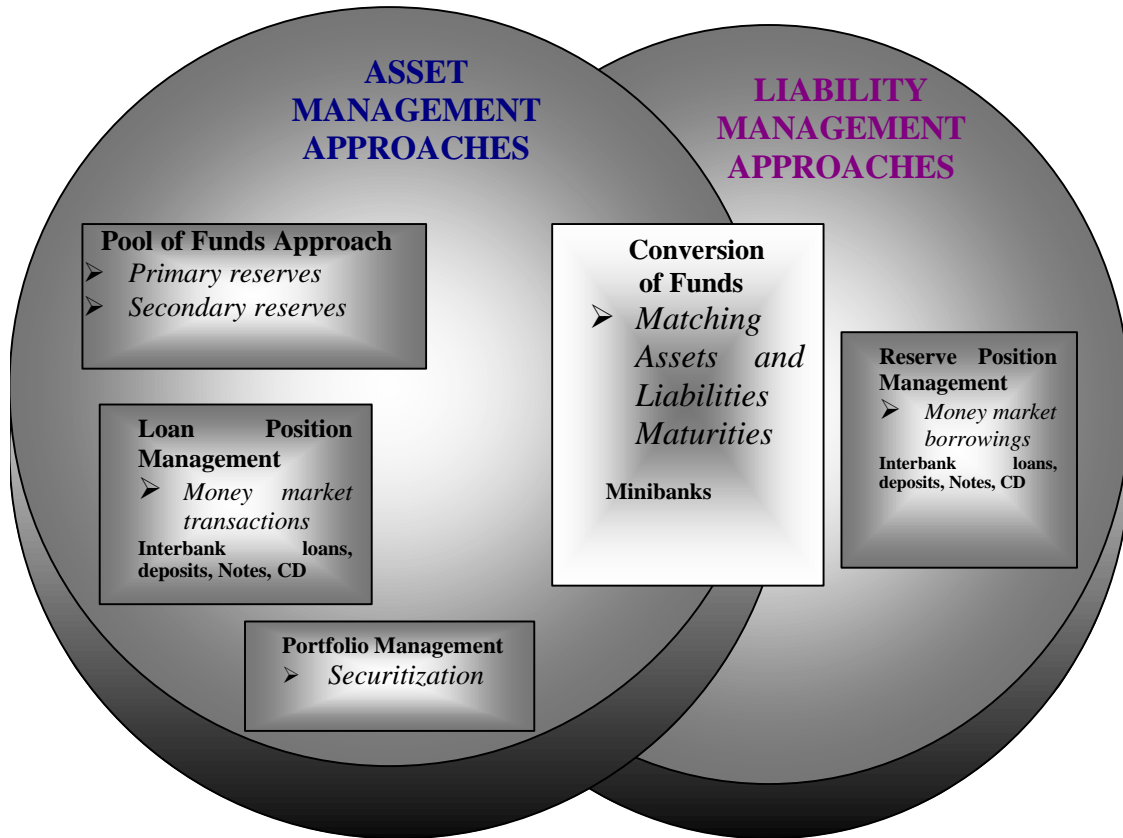 ASSET
MANAGEMENT
APPROACHES
LIABILITY
MANAGEMENT
APPROACHES
Pool of Funds Approach
➢ Primary reserves
➢ Secondary reserves
Loan Position
Management
➢ Money market
transactions
Interbank loans,
deposits, Notes, CD
Portfolio Management
➢ Securitization
Conversion
of Funds
➢ Matching
Assets and
Liabilities
Maturities
Minibanks
Reserve Position
Management
➢ Money market
borrowings
Interbank loans,
deposits, Notes, CD